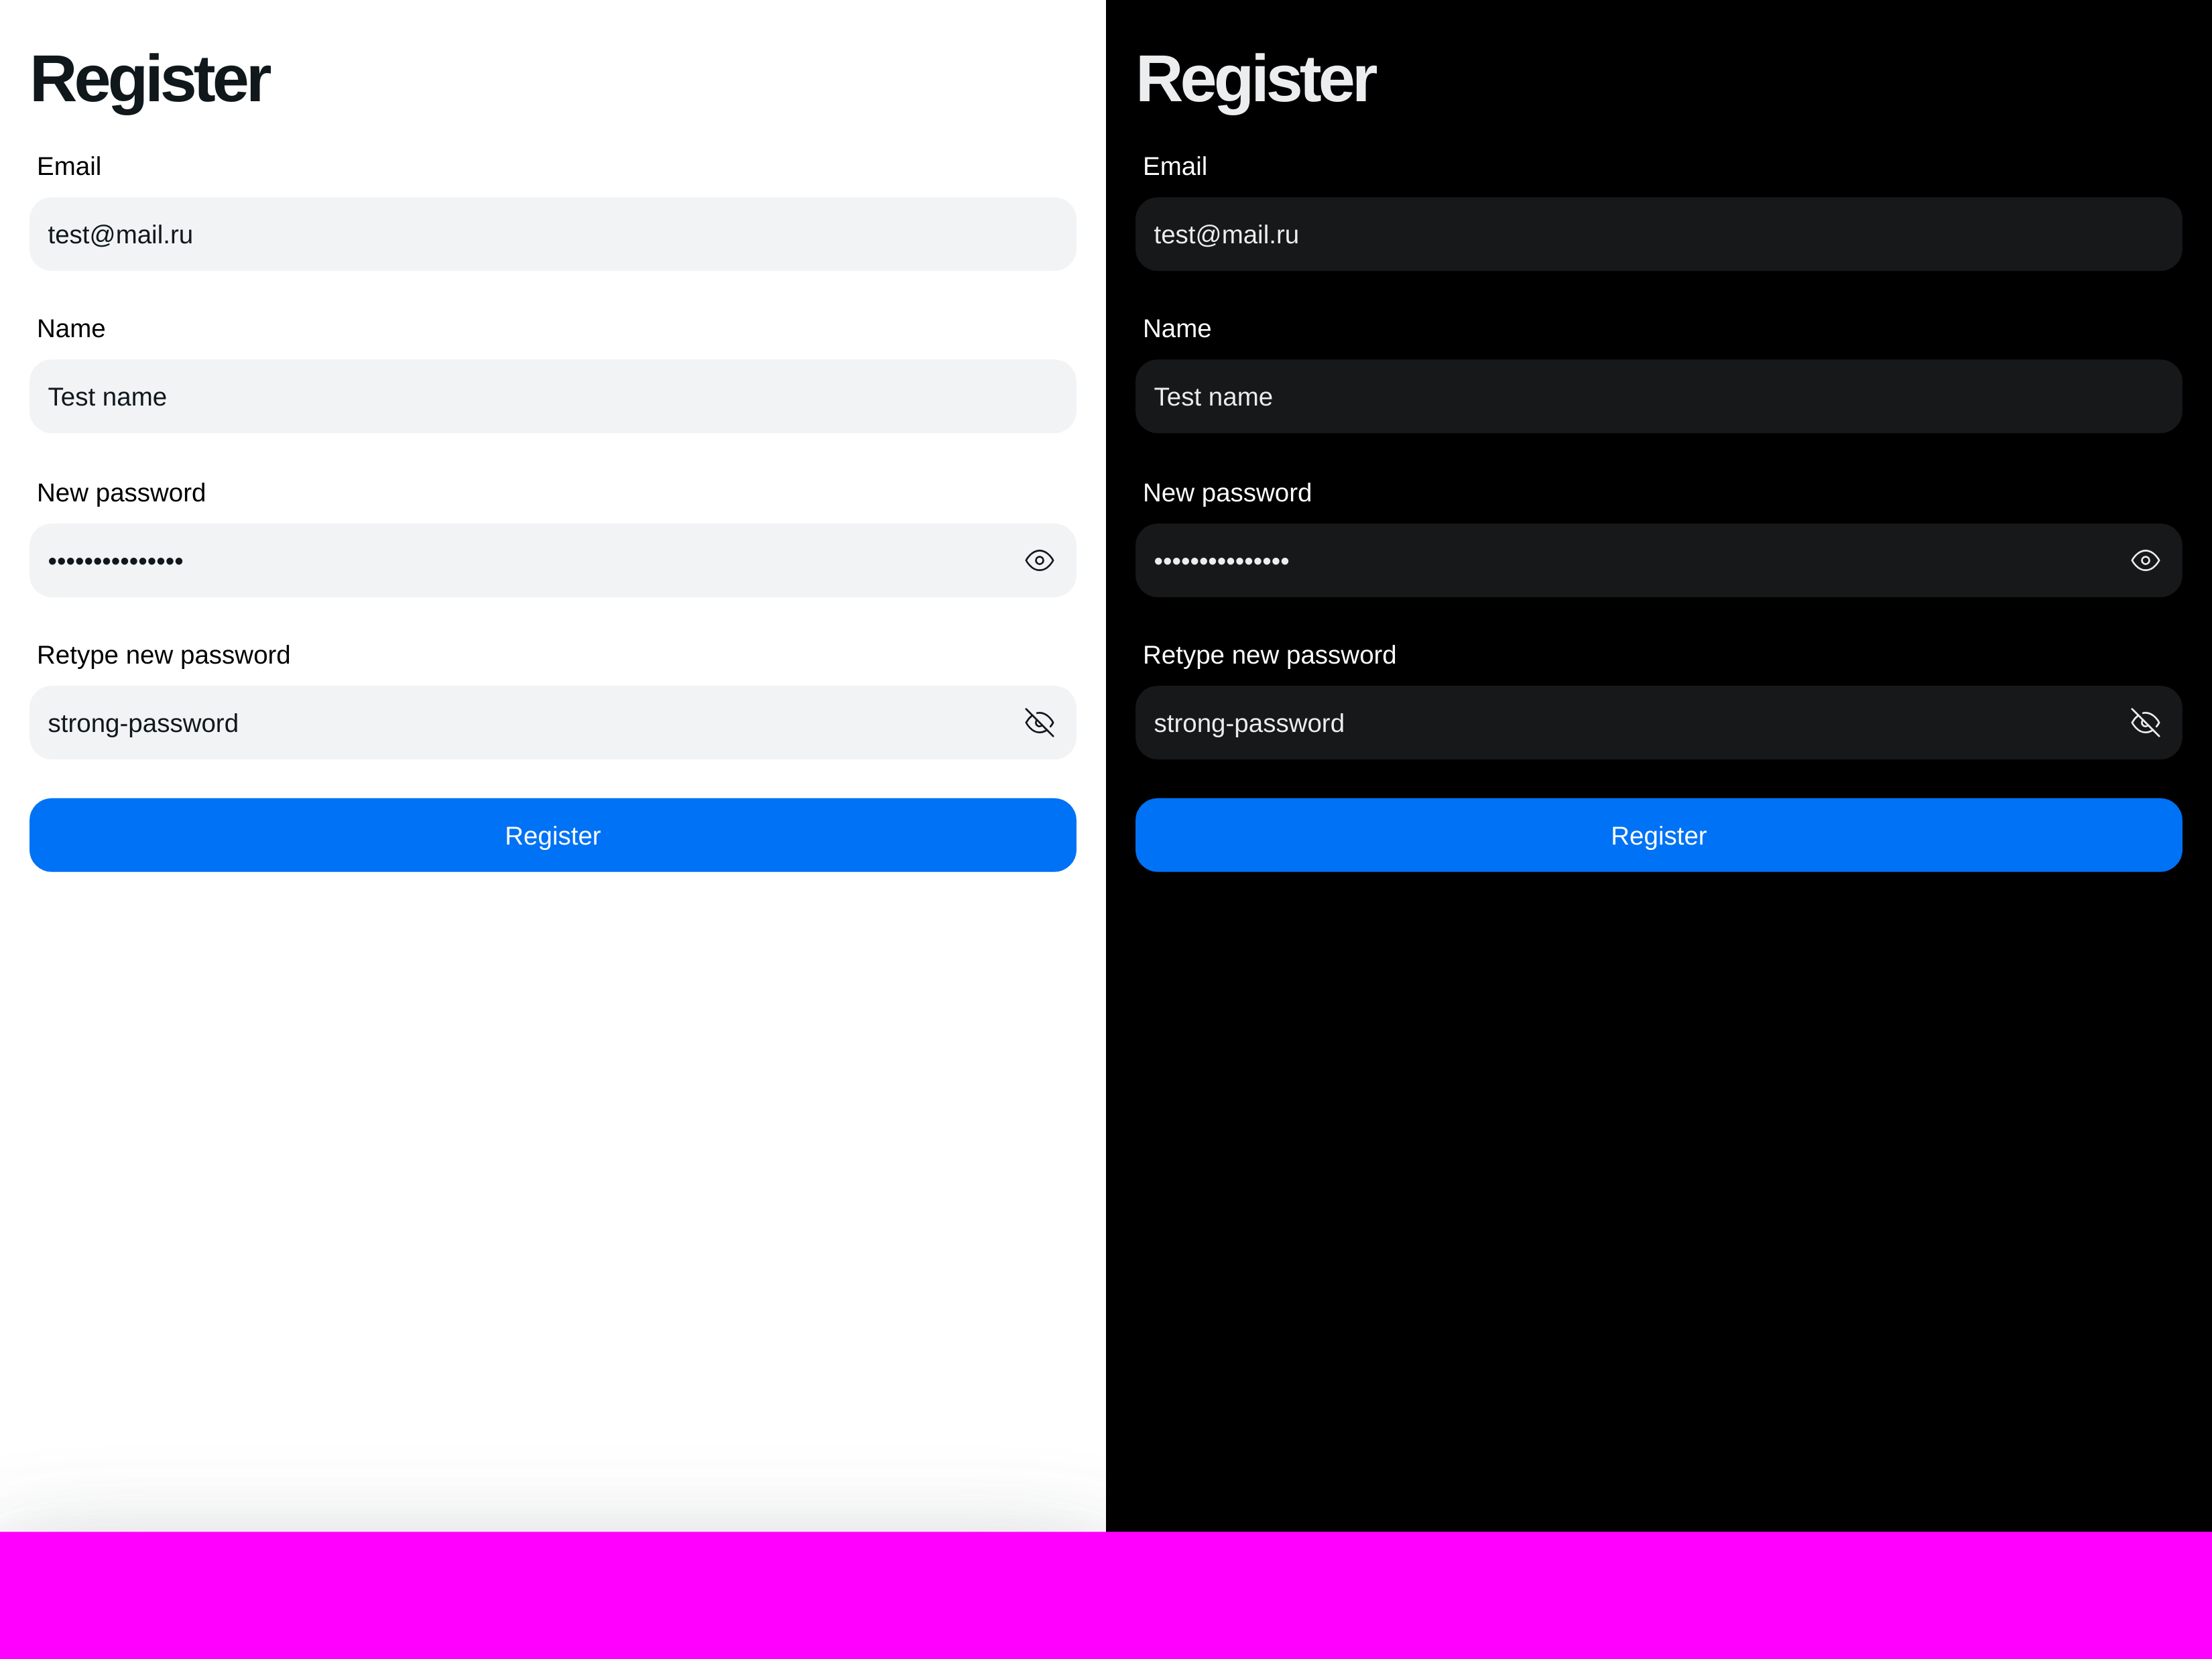 Register
Email
test@mail.ru
Name
Test name
New password
•••••••••••••••
Retype new password
strong-password
Register
Register
Email
test@mail.ru
Name
Test name
New password
•••••••••••••••
Retype new password
strong-password
Register